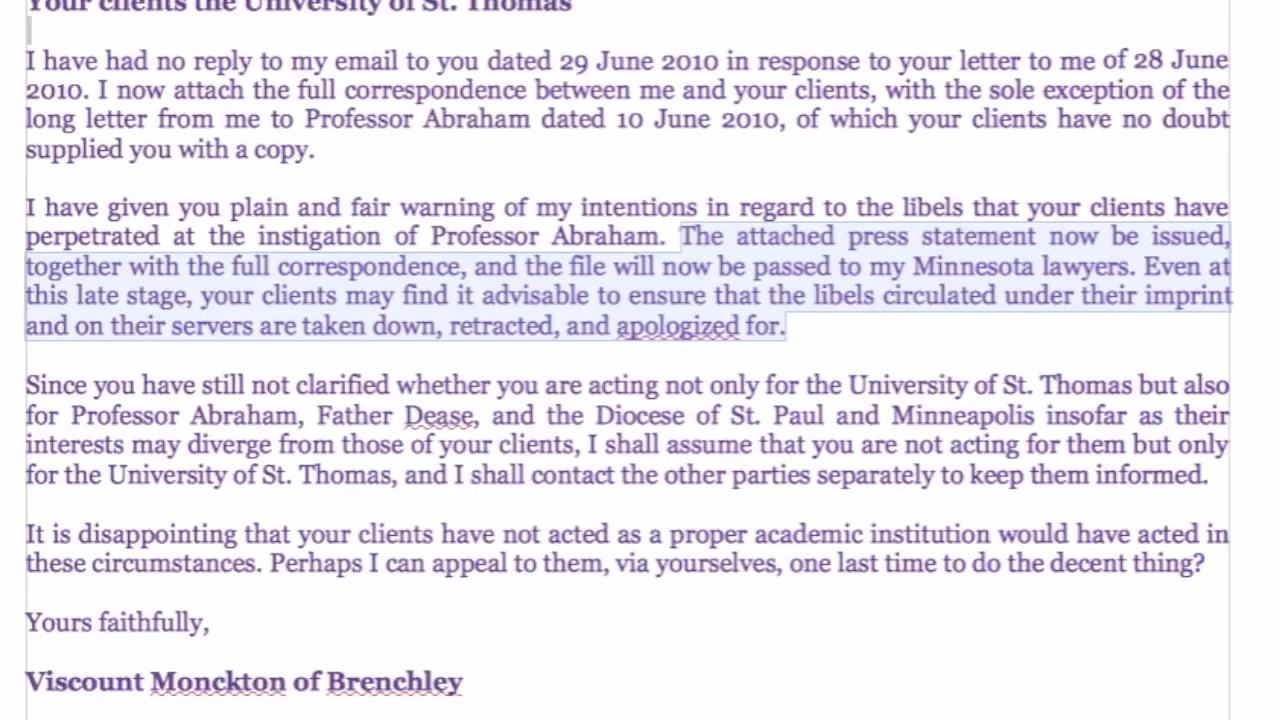 Your clients the University of St. Thomas
I have had no reply to my email to you dated 29 June 2010 in response to your letter to me of 28 June
2010. I now attach the full correspondence between me and your clients, with the sole exception of the
long letter from me to Professor Abraham dated 10 June 2010, of which your clients have no doubt
supplied you with a copy.
I have given you plain and fair warning of my intentions in regard to the libels that your clients have
perpetrated at the instigation of Professor Abraham. The attached press statement now be issued,
together with the full correspondence, and the file will now be passed to my Minnesota lawyers. Even at
this late stage, your clients may find it advisable to ensure that the libels circulated under their imprint
and on their servers are taken down, retracted, and apologized for.
Since you have still not clarified whether you are acting not only for the University of St. Thomas but also
for Professor Abraham, Father Dease, and the Diocese of St. Paul and Minneapolis insofar as their
interests may diverge from those of your clients, I shall assume that you are not acting for them but only
for the University of St. Thomas, and I shall contact the other parties separately to keep them informed.
It is disappointing that your clients have not acted as a proper academic institution would have acted in
these circumstances. Perhaps I can appeal to them, via yourselves, one last time to do the decent thing?
Yours faithfully,
Viscount Monckton of Brenchley